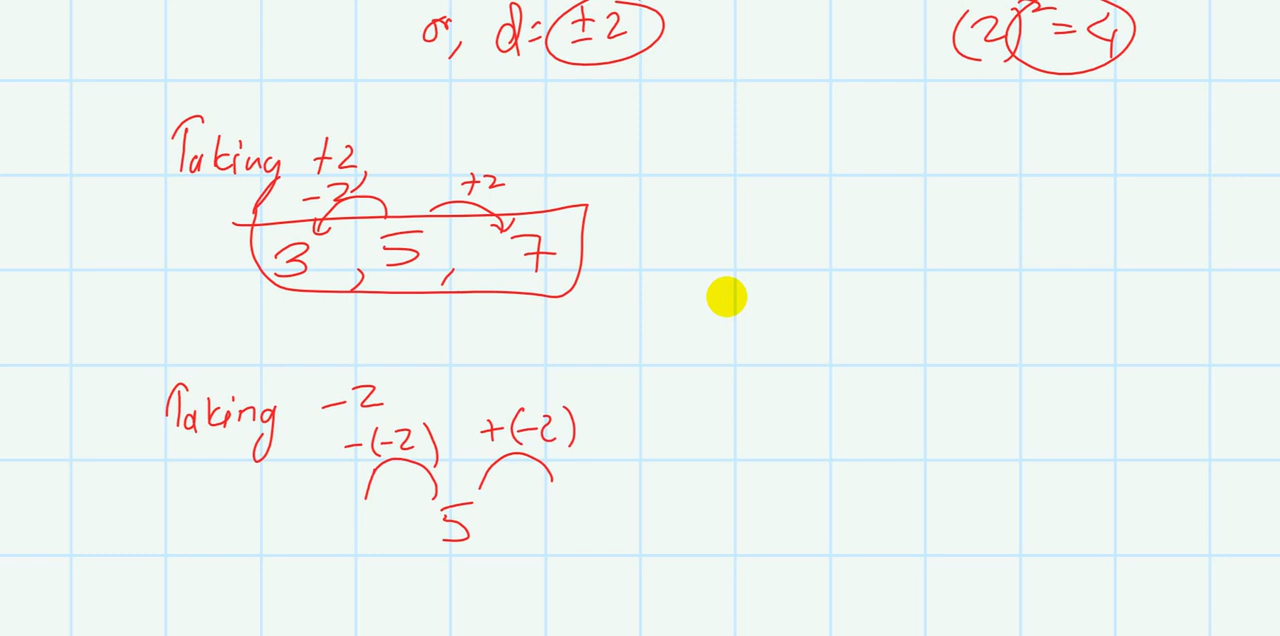 or, d=±2 (2)²=4
Taking +2,
-2 +2
3, 5, 7
Taking -2
-(-2) +(-2)
5